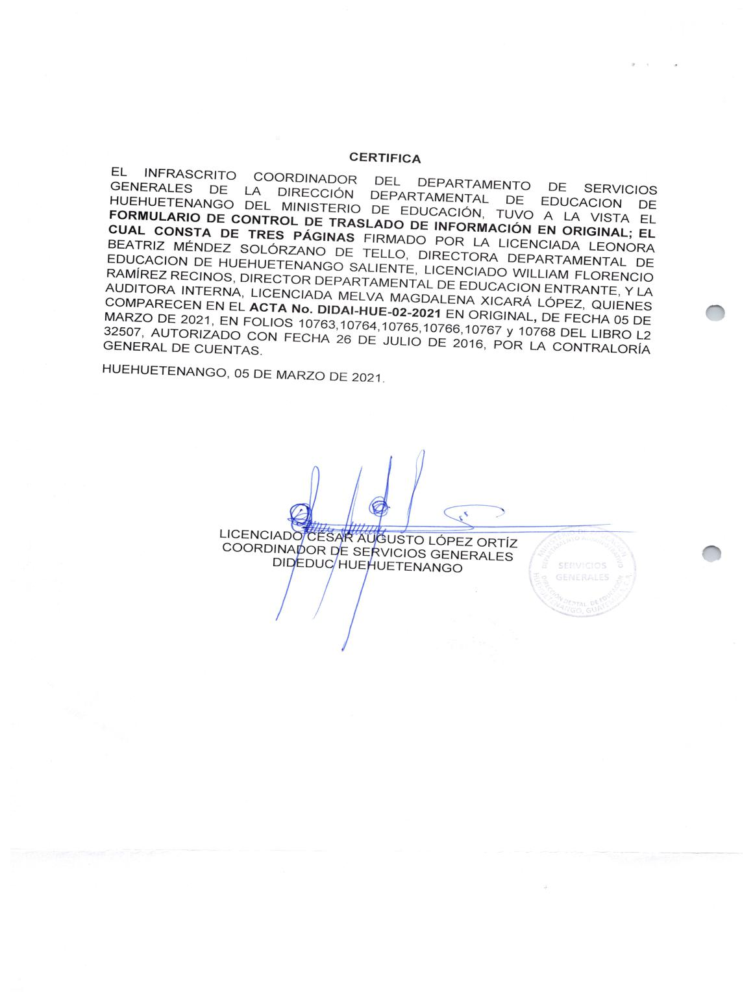 CERTIFICA
EL INFRASCRITO COORDINADOR DEL DEPARTAMENTO DE SERVICIOS
GENERALES DE LA DIRECCIÓN DEPARTAMENTAL DE EDUCACION DE
HUEHUETENANGO DEL MINISTERIO DE EDUCACIÓN, TUVO A LA VISTA EL
FORMULARIO DE CONTROL DE TRASLADO DE INFORMACIÓN EN ORIGINAL; EL
CUAL CONSTA DE TRES PÁGINAS FIRMADO POR LA LICENCIADA LEONORA
BEATRIZ MÉNDEZ SOLÓRZANO DE TELLO, DIRECTORA DEPARTAMENTAL DE
EDUCACION DE HUEHUETENANGO SALIENTE, LICENCIADO WILLIAM FLORENCIO
RAMÍREZ RECINOS, DIRECTOR DEPARTAMENTAL DE EDUCACION ENTRANTE, Y LA
AUDITORA INTERNA, LICENCIADA MELVA MAGDALENA XICARÁ LÓPEZ, QUIENES
COMPARECEN EN EL ACTA No. DIDAI-HUE-02-2021 EN ORIGINAL, DE FECHA 05 DE
MARZO DE 2021, EN FOLIOS 10763,10764,10765,10766,10767 y 10768 DEL LIBRO L2
32507, AUTORIZADO CON FECHA 26 DE JULIO DE 2016, POR LA CONTRALORÍA
GENERAL DE CUENTAS.
HUEHUETENANGO, 05 DE MARZO DE 2021.
LICENCIADO CÉSAR AUGUSTO LÓPEZ ORTÍZ
COORDINADOR DE SERVICIOS GENERALES
DIDEDUC HUEHUETENANGO
MINISTERIO DE EDUCACIÓN
DEPARTAMENTO ADMINISTRATIVO
SERVICIOS
GENERALES
DIRECCIÓN DEPTAL. DE EDUCACIÓN
HUEHUETENANGO, GUATEMALA, C.A.